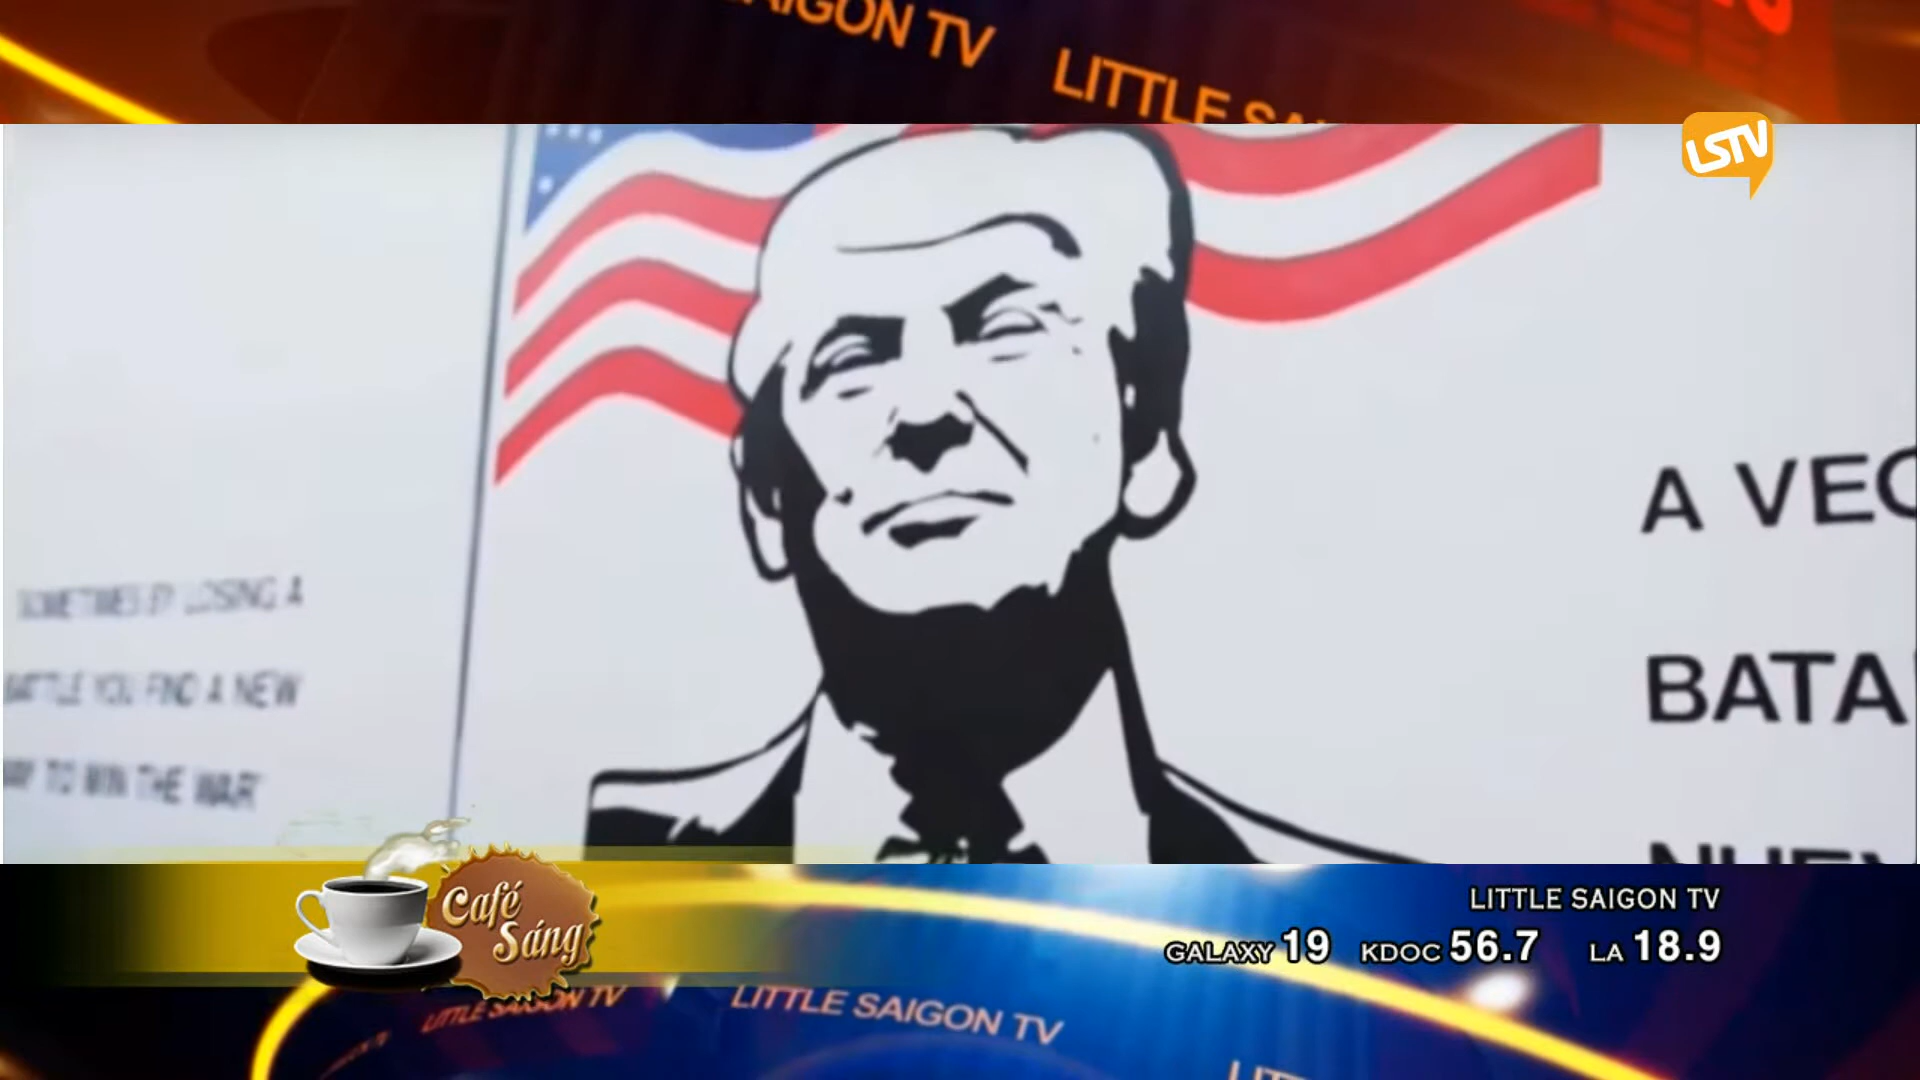 SAIGON TV
LITTLE SA
LSTV
SOMETIMES BY LOSING A
BATTLE YOU FIND A NEW
WAY TO WIN THE WAR"
A VEC
BATA
Café
Sáng
LITTLE SAIGON TV
GALAXY 19 KDOC 56.7 LA 18.9
LITTLE SAIGON TV
LITTLE SAIGON TV